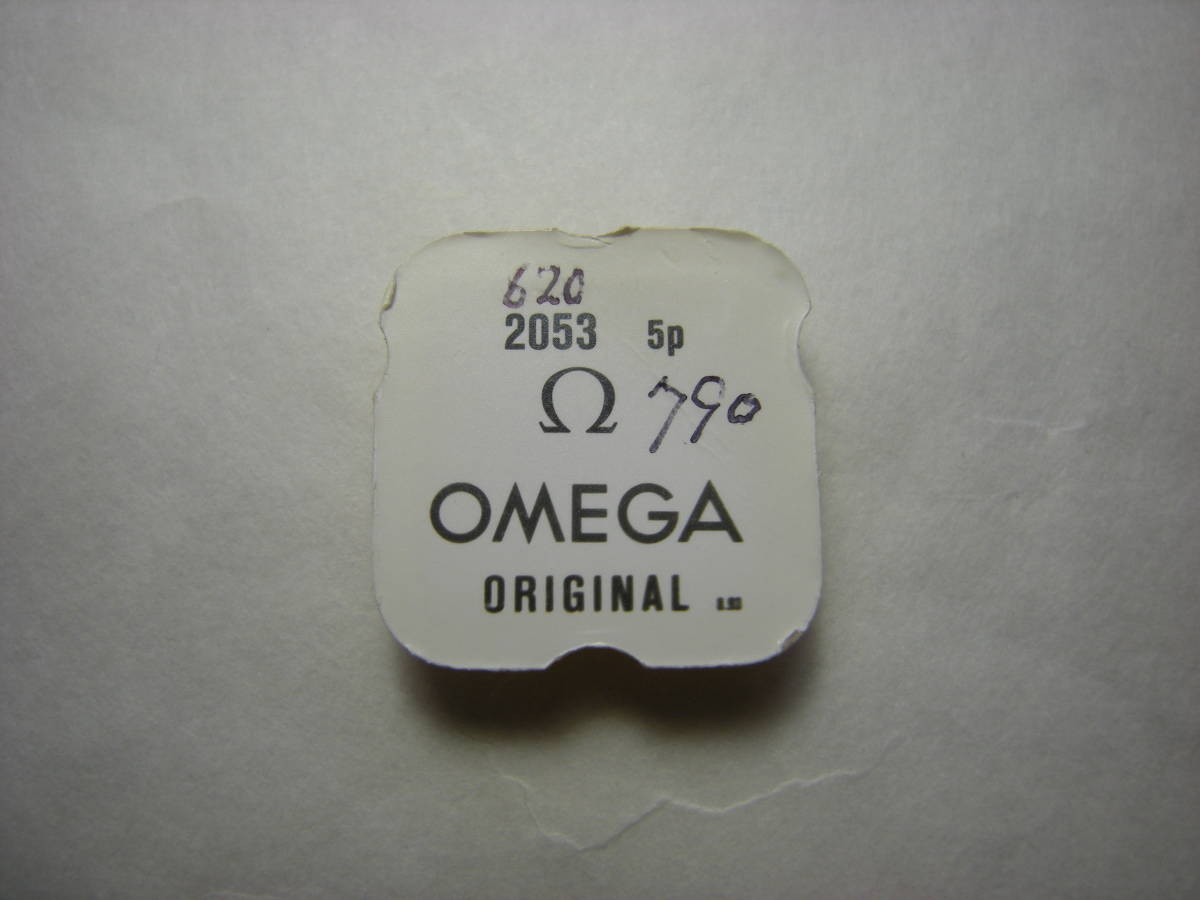 620
2053 5p
Ω 790
OMEGA
ORIGINAL